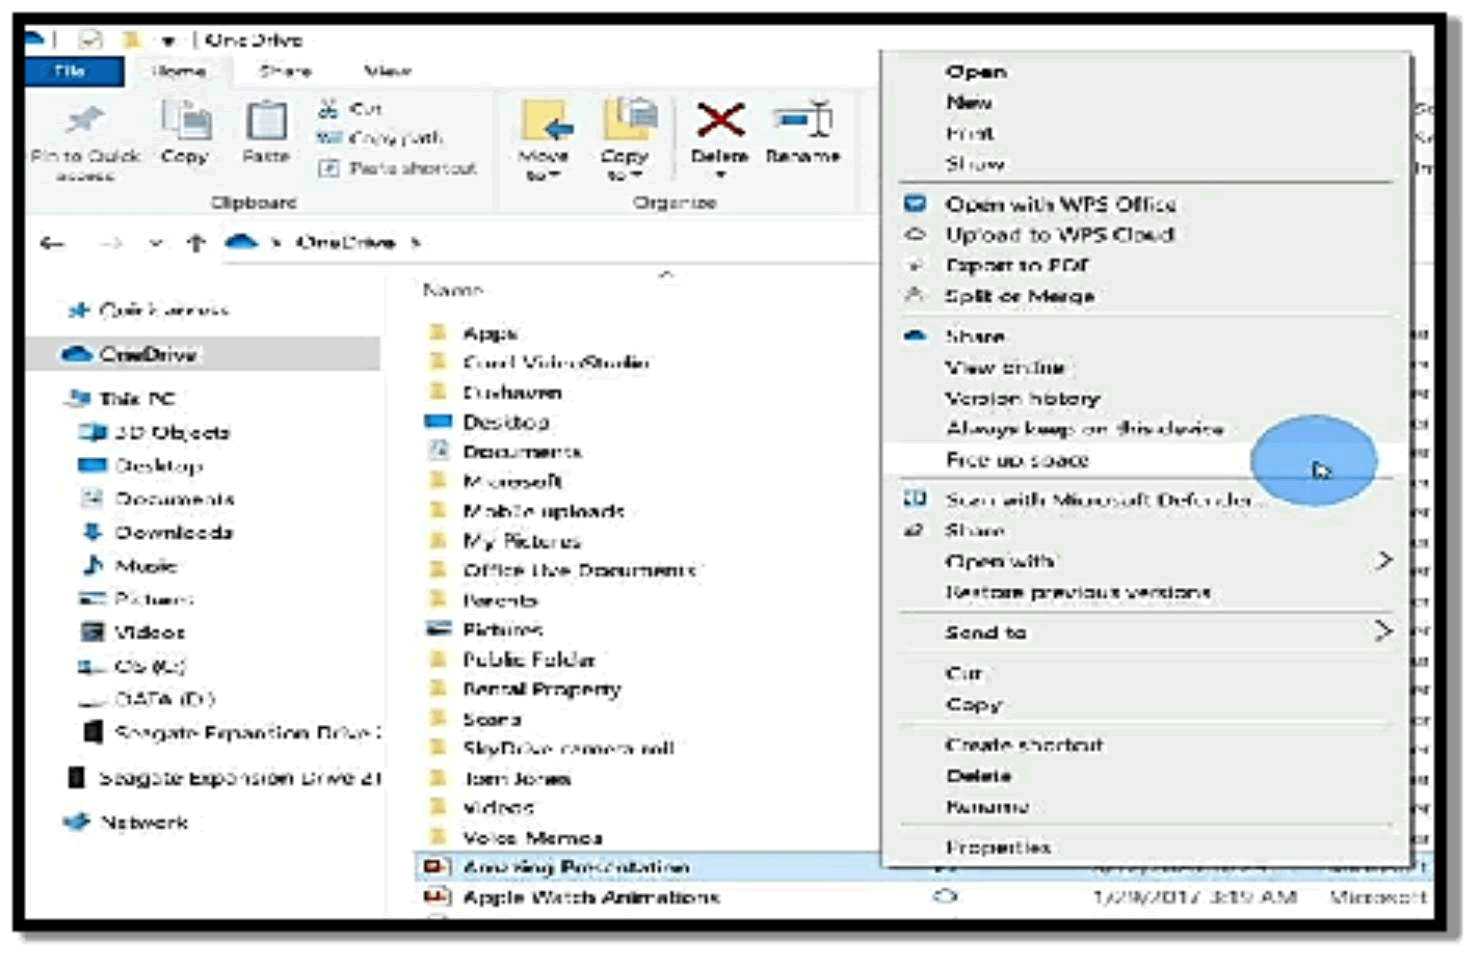 OneDrive
File Home Share View
Pin to Quick access
Copy
Paste
Cut
Copy path
Paste shortcut
Move to
Copy to
Delete
Rename
Clipboard
Organize
OneDrive
Name
Quick access
OneDrive
This PC
3D Objects
Desktop
Documents
Downloads
Music
Pictures
Videos
OS (C:)
DATA (D:)
Seagate Expansion Drive
Seagate Expansion Drive
Network
Apps
Corel VideoStudio
Cuxhaven
Desktop
Documents
Microsoft
Mobile uploads
My Pictures
Office Live Documents
Parents
Pictures
Public Folder
Rental Property
Scans
SkyDrive camera roll
Tom Jones
Videos
Voice Memos
Amazing Presentation
Apple Watch Animations 1/29/2017 3:19 AM Microsoft
Open
New
Print
Show
Open with WPS Office
Upload to WPS Cloud
Export to PDF
Split or Merge
Share
View online
Version history
Always keep on this device
Free up space
Scan with Microsoft Defender...
Share
Open with
Restore previous versions
Send to
Cut
Copy
Create shortcut
Delete
Rename
Properties